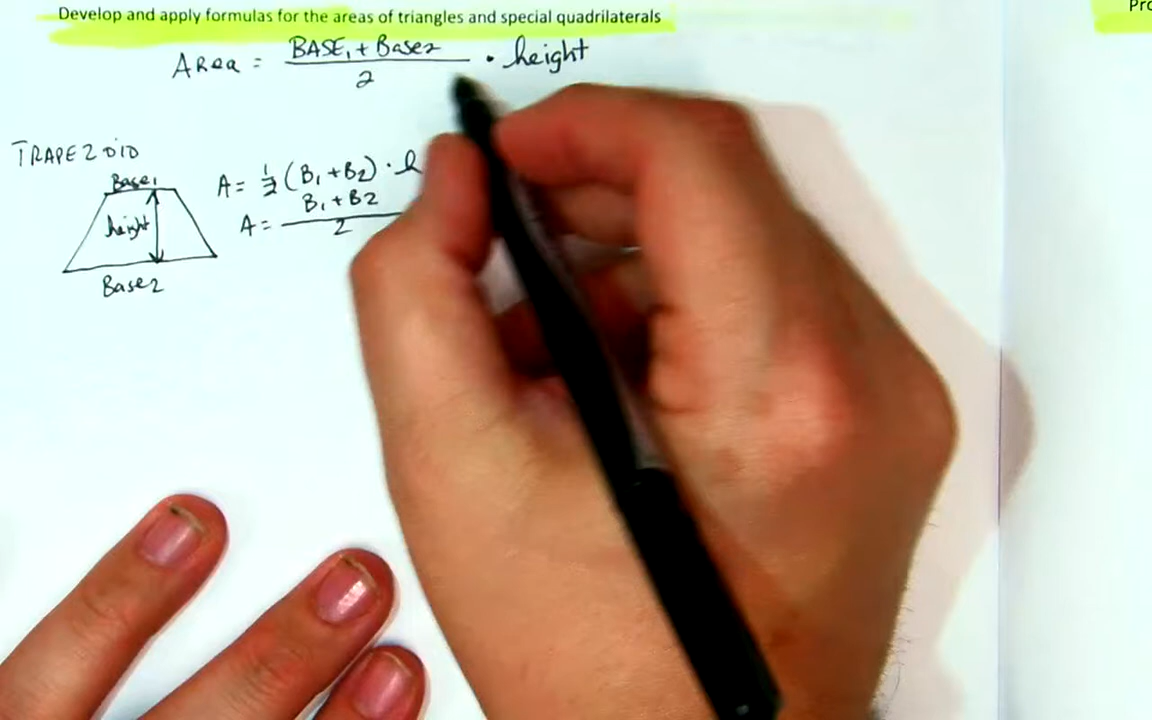 Develop and apply formulas for the areas of triangles and special quadrilaterals
Pro
Area = BASE1 + Base2 / 2 · height
TRAPEZOID
Base1
height
Base2
A = 1/2 (B1 + B2) · h
A = B1 + B2 / 2